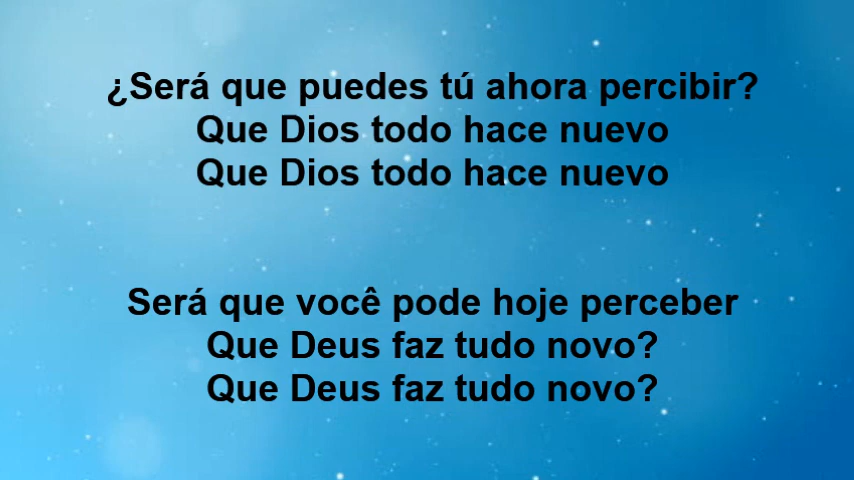 ¿Será que puedes tú ahora percibir?
Que Dios todo hace nuevo
Que Dios todo hace nuevo
Será que você pode hoje perceber
Que Deus faz tudo novo?
Que Deus faz tudo novo?